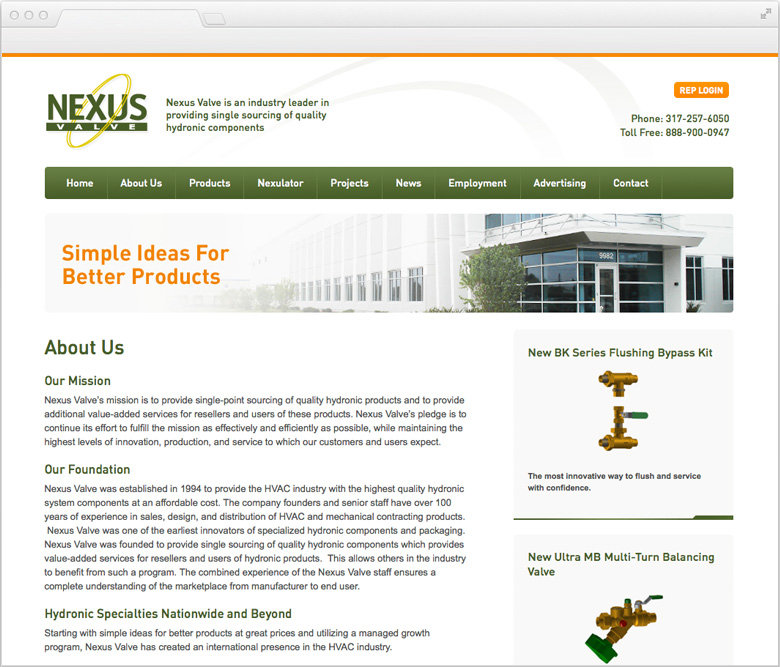 NEXUS
VALVE
Nexus Valve is an industry leader in
providing single sourcing of quality
hydronic components
REP LOGIN
Phone: 317-257-6050
Toll Free: 888-900-0947
Home About Us Products Nexulator Projects News Employment Advertising Contact
Simple Ideas For
Better Products
9982
About Us
Our Mission
Nexus Valve's mission is to provide single-point sourcing of quality hydronic products and to provide
additional value-added services for resellers and users of these products. Nexus Valve's pledge is to
continue its effort to fulfill the mission as effectively and efficiently as possible, while maintaining the
highest levels of innovation, production, and service to which our customers and users expect.
Our Foundation
Nexus Valve was established in 1994 to provide the HVAC industry with the highest quality hydronic
system components at an affordable cost. The company founders and senior staff have over 100
years of experience in sales, design, and distribution of HVAC and mechanical contracting products.
Nexus Valve was one of the earliest innovators of specialized hydronic components and packaging.
Nexus Valve was founded to provide single sourcing of quality hydronic components which provides
value-added services for resellers and users of hydronic products. This allows others in the industry
to benefit from such a program. The combined experience of the Nexus Valve staff ensures a
complete understanding of the marketplace from manufacturer to end user.
Hydronic Specialties Nationwide and Beyond
Starting with simple ideas for better products at great prices and utilizing a managed growth
program, Nexus Valve has created an international presence in the HVAC industry.
New BK Series Flushing Bypass Kit
The most innovative way to flush and service
with confidence.
New Ultra MB Multi-Turn Balancing
Valve